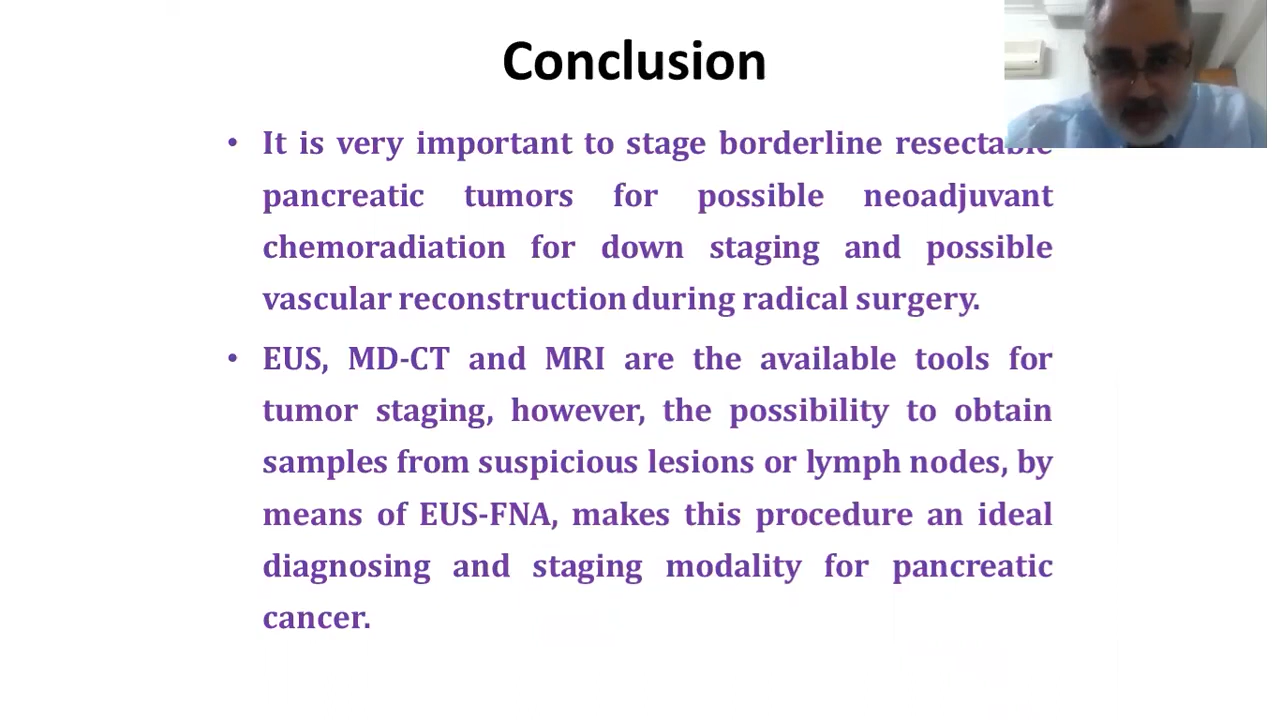 Conclusion
• It is very important to stage borderline resectable
pancreatic tumors for possible neoadjuvant
chemoradiation for down staging and possible
vascular reconstruction during radical surgery.
• EUS, MD-CT and MRI are the available tools for
tumor staging, however, the possibility to obtain
samples from suspicious lesions or lymph nodes, by
means of EUS-FNA, makes this procedure an ideal
diagnosing and staging modality for pancreatic
cancer.